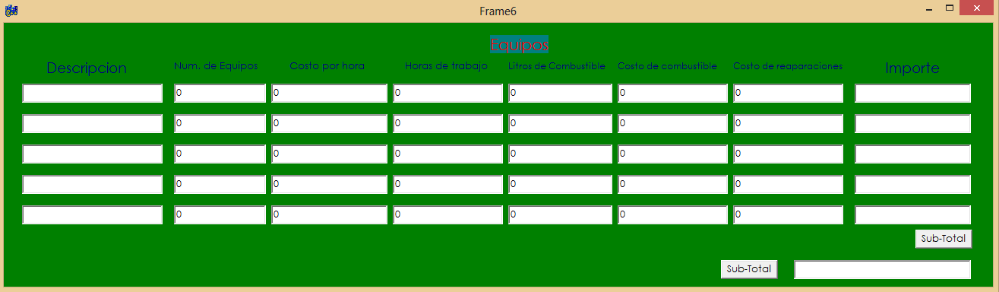 Frame6
Equipos
Descripcion Num. de Equipos Costo por hora Horas de trabajo Litros de Combustible Costo de combustible Costo de reaparaciones Importe
0 0 0 0 0 0
0 0 0 0 0 0
0 0 0 0 0 0
0 0 0 0 0 0
0 0 0 0 0 0
Sub-Total
Sub-Total